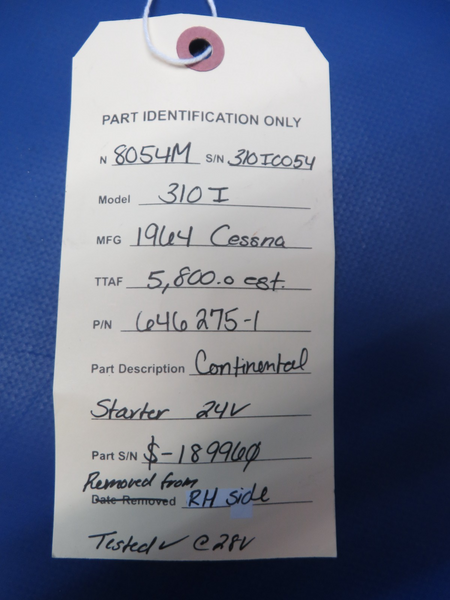 PART IDENTIFICATION ONLY
N 8054M S/N 310I0054
Model 310 I
MFG 1964 Cessna
TTAF 5,800.0 est.
P/N 646275-1
Part Description Continental
Starter 24V
Part S/N $-189960
Removed from
Date Removed RH side
Tested ✓ @ 28V